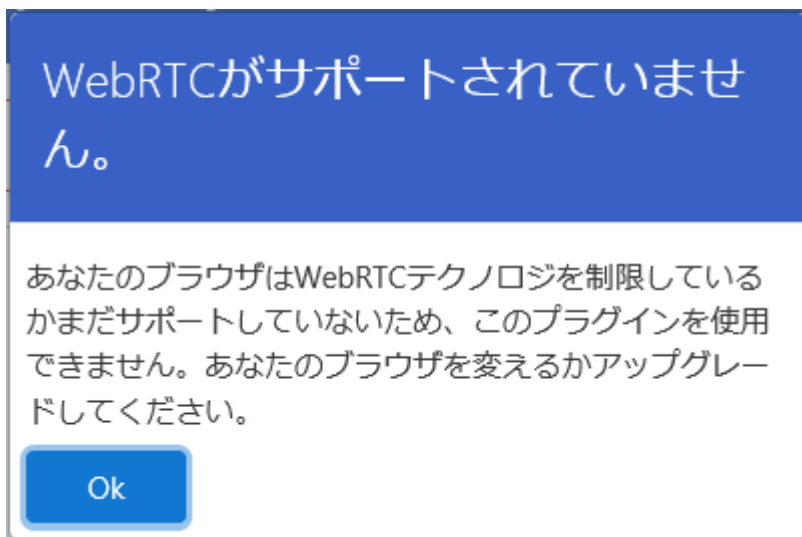 WebRTCがサポートされていませ
ん。
あなたのブラウザはWebRTCテクノロジを制限している
かまだサポートしていないため、このプラグインを使用
できません。あなたのブラウザを変えるかアップグレー
ドしてください。
Ok